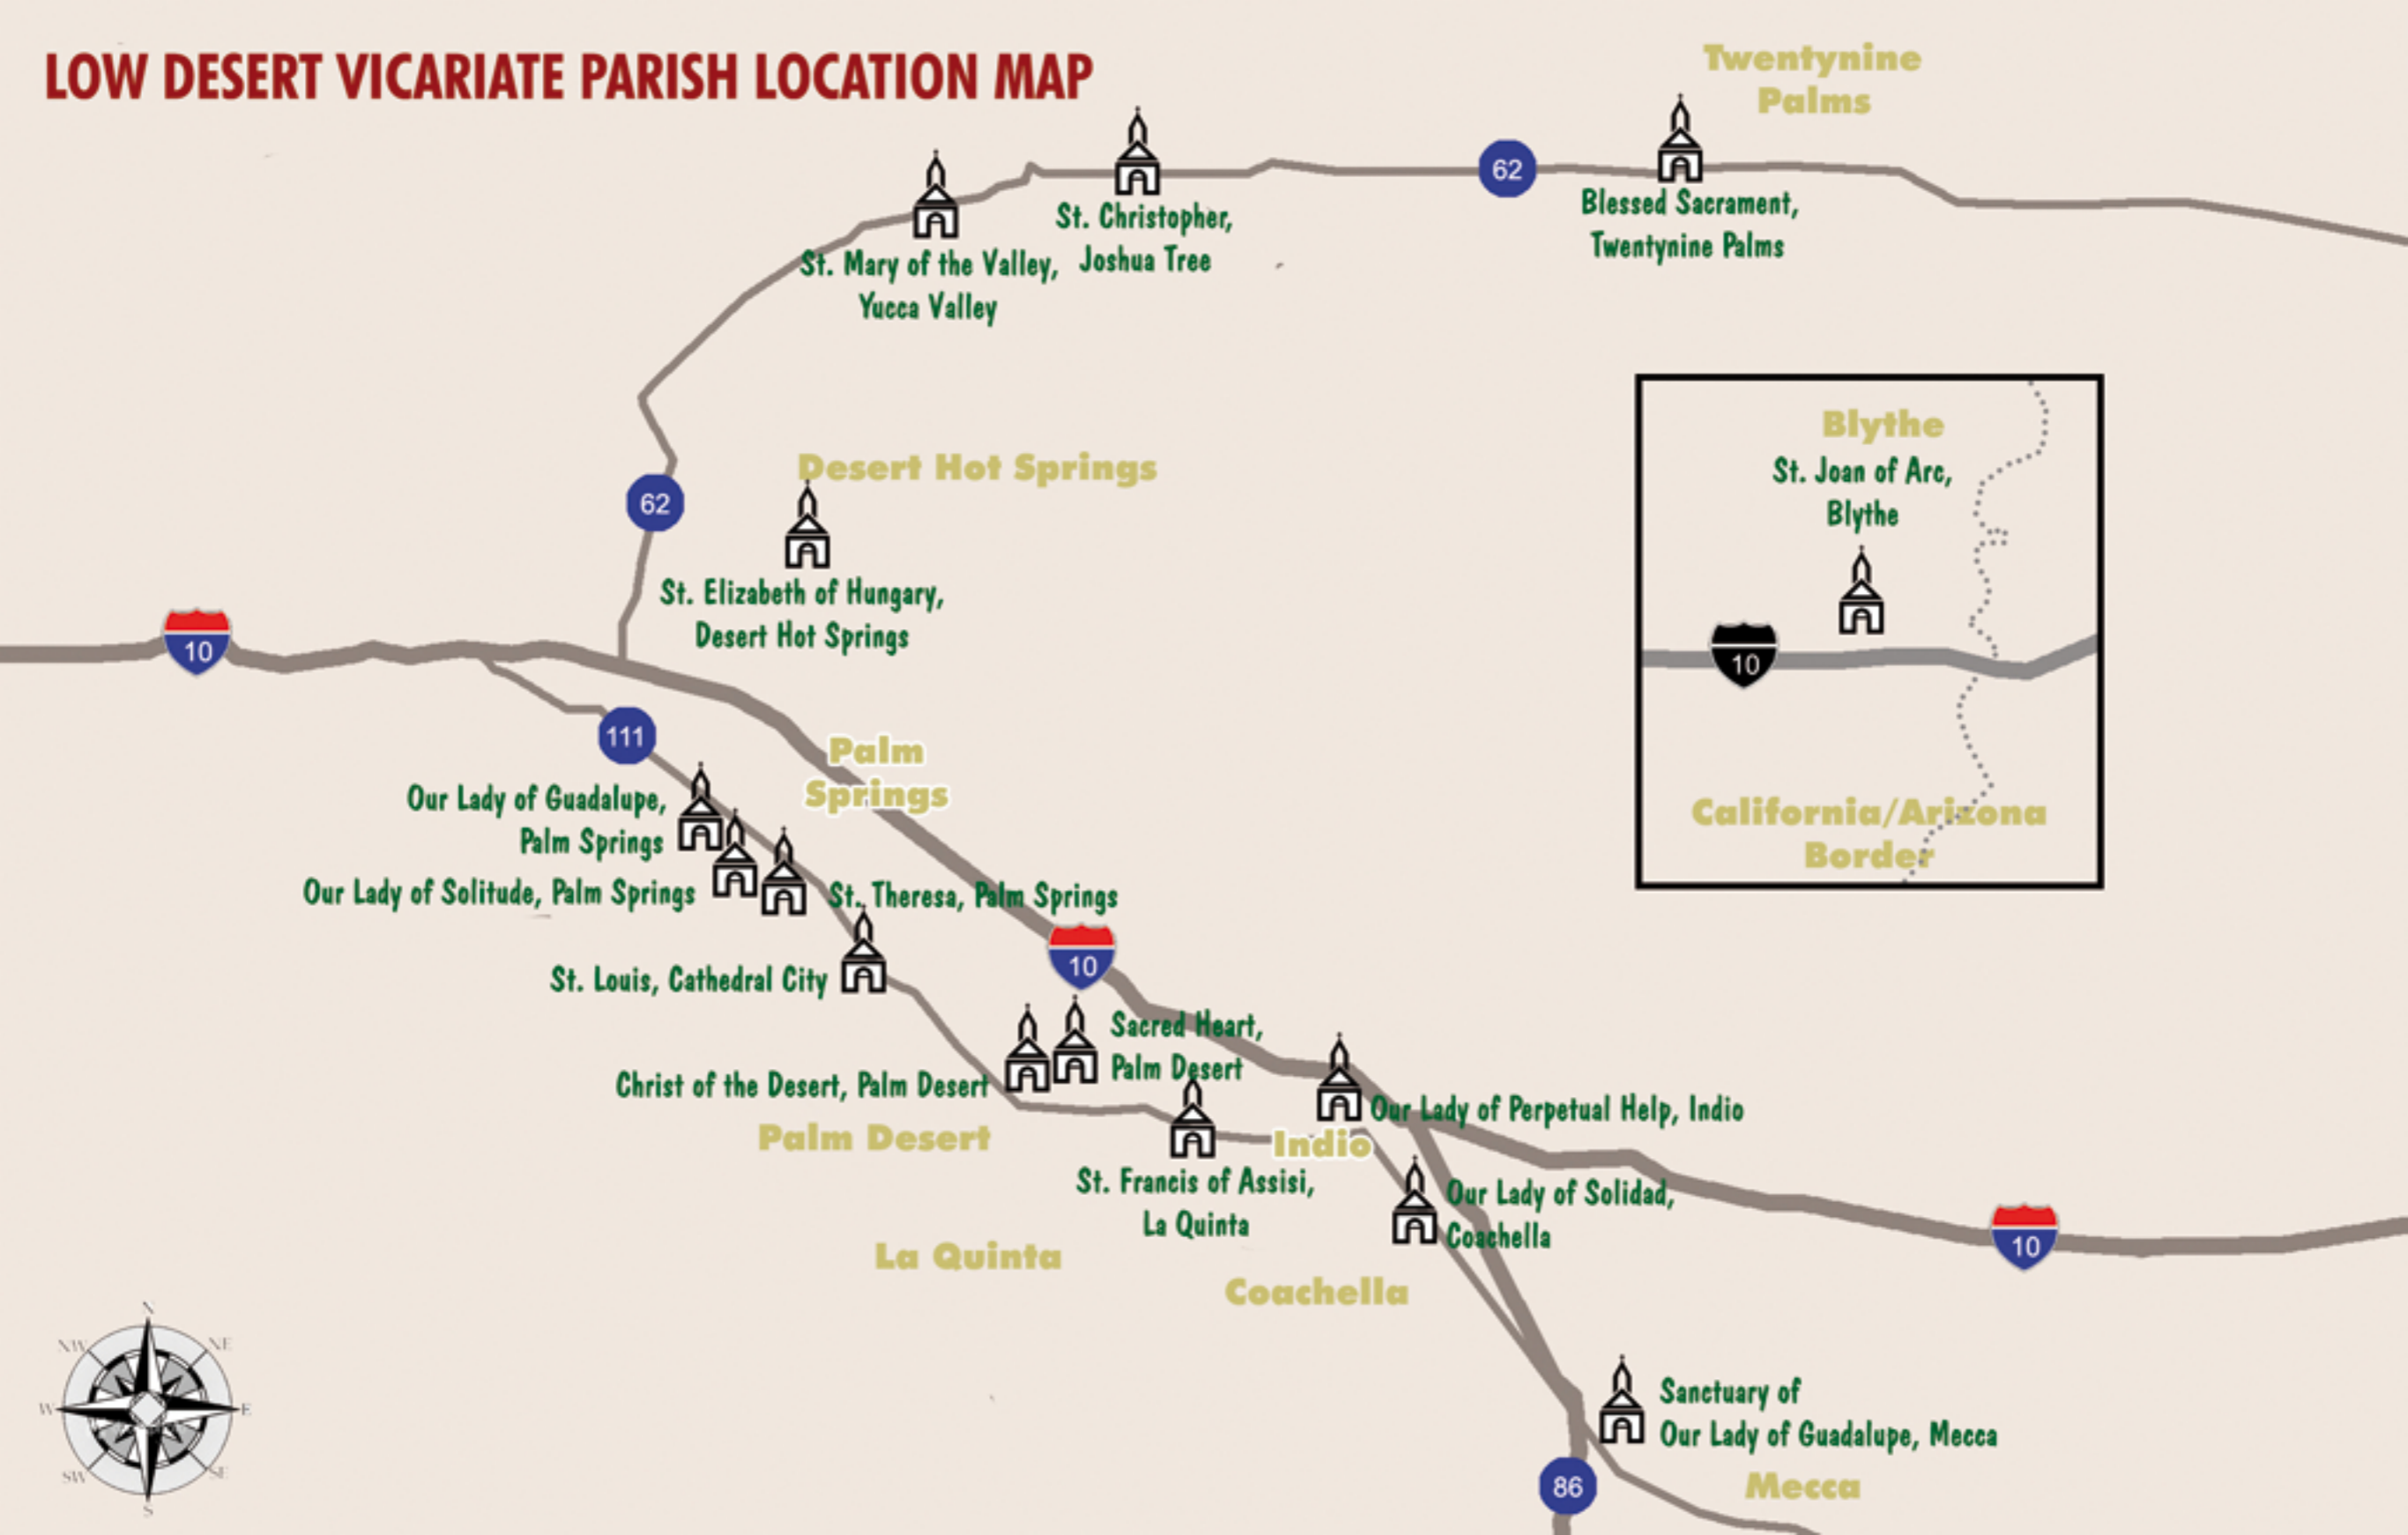 LOW DESERT VICARIATE PARISH LOCATION MAP
Twentynine
Palms
62
Blessed Sacrament,
Twentynine Palms
St. Christopher,
Joshua Tree
St. Mary of the Valley,
Yucca Valley
Blythe
St. Joan of Arc,
Blythe
10
California/Arizona
Border
Desert Hot Springs
62
St. Elizabeth of Hungary,
Desert Hot Springs
10
111
Palm
Springs
Our Lady of Guadalupe,
Palm Springs
Our Lady of Solitude, Palm Springs
St. Theresa, Palm Springs
St. Louis, Cathedral City
10
Sacred Heart,
Palm Desert
Christ of the Desert, Palm Desert
Palm Desert
Our Lady of Perpetual Help, Indio
Indio
St. Francis of Assisi,
La Quinta
La Quinta
Our Lady of Solidad,
Coachella
Coachella
10
Sanctuary of
Our Lady of Guadalupe, Mecca
Mecca
86
N
NW
NE
W
E
SW
SE
S